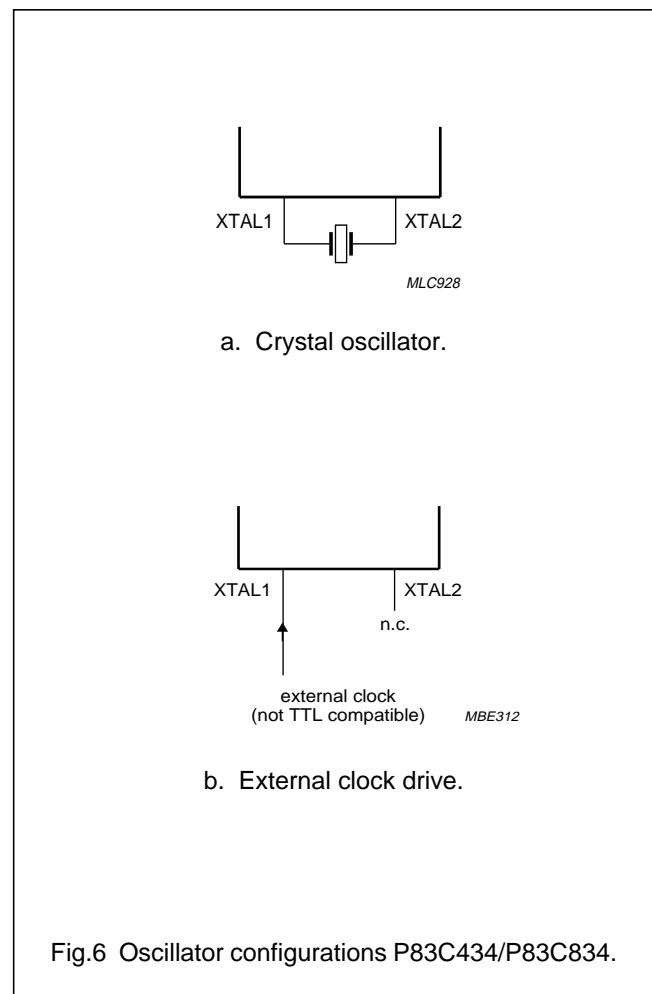 XTAL1 XTAL2
MLC928
a. Crystal oscillator.
XTAL1 XTAL2
n.c.
external clock
(not TTL compatible) MBE312
b. External clock drive.
Fig.6 Oscillator configurations P83C434/P83C834.